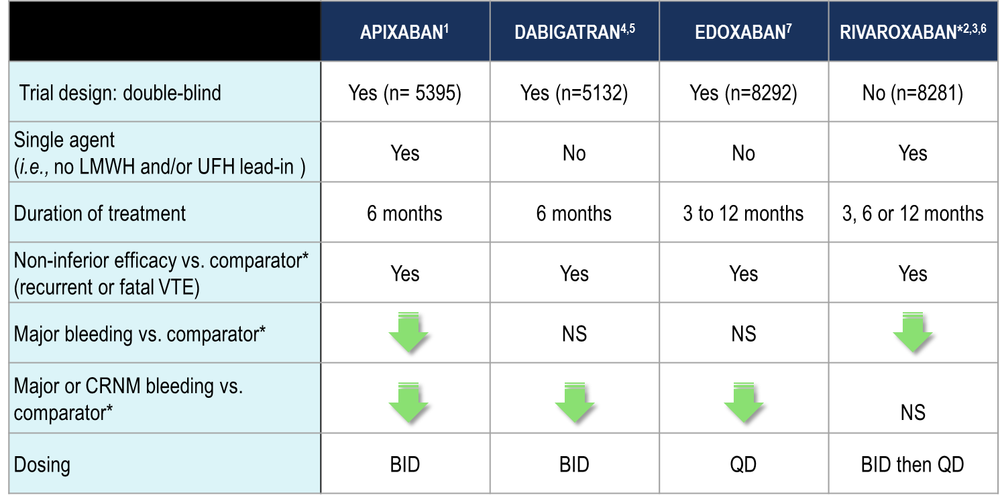 APIXABAN1 DABIGATRAN4,5 EDOXABAN7 RIVAROXABAN*2,3,6
Trial design: double-blind Yes (n= 5395) Yes (n=5132) Yes (n=8292) No (n=8281)
Single agent
(i.e., no LMWH and/or UFH lead-in ) Yes No No Yes
Duration of treatment 6 months 6 months 3 to 12 months 3, 6 or 12 months
Non-inferior efficacy vs. comparator*
(recurrent or fatal VTE) Yes Yes Yes Yes
Major bleeding vs. comparator* NS NS
Major or CRNM bleeding vs.
comparator* NS
Dosing BID BID QD BID then QD